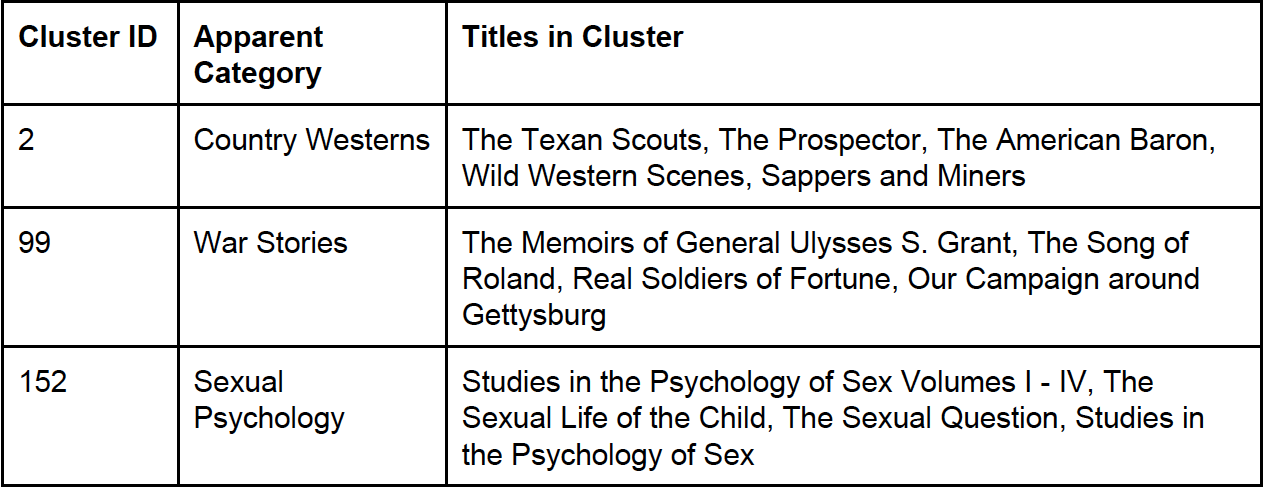 Cluster ID
Apparent
Category
Titles in Cluster
2
Country Westerns
The Texan Scouts, The Prospector, The American Baron,
Wild Western Scenes, Sappers and Miners
99
War Stories
The Memoirs of General Ulysses S. Grant, The Song of
Roland, Real Soldiers of Fortune, Our Campaign around
Gettysburg
152
Sexual
Psychology
Studies in the Psychology of Sex Volumes I - IV, The
Sexual Life of the Child, The Sexual Question, Studies in
the Psychology of Sex